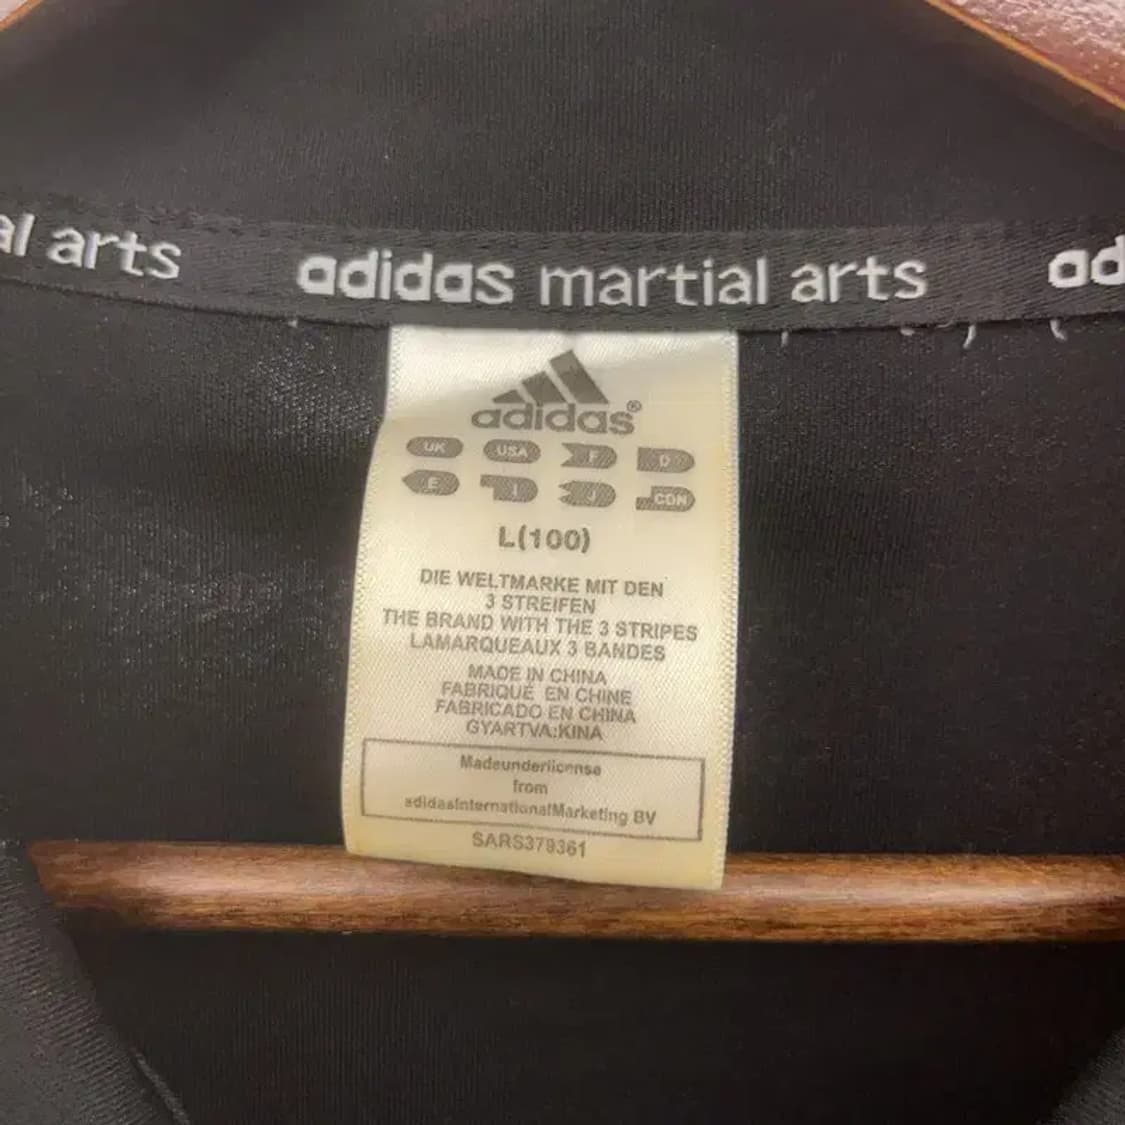 al arts adidas martial arts ad
adidas®
UK USA F D
E I J CDN
L(100)
DIE WELTMARKE MIT DEN
3 STREIFEN
THE BRAND WITH THE 3 STRIPES
LAMARQUEAUX 3 BANDES
MADE IN CHINA
FABRIQUÉ EN CHINE
FABRICADO EN CHINA
GYARTVA:KINA
Madeunderlicense
from
adidasInternationalMarketing BV
SARS379361